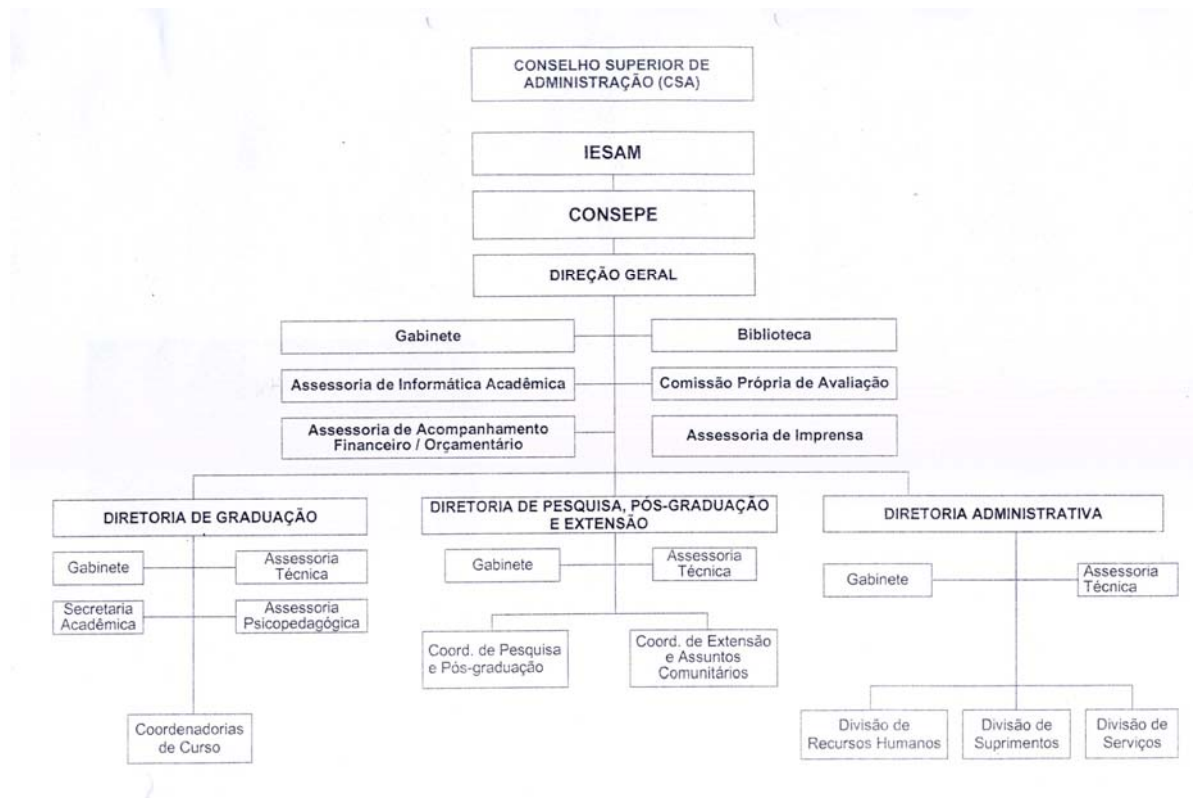 CONSELHO SUPERIOR DE
ADMINISTRAÇÃO (CSA)
IESAM
CONSEPE
DIREÇÃO GERAL
Gabinete
Biblioteca
Assessoria de Informática Acadêmica
Comissão Própria de Avaliação
Assessoria de Acompanhamento
Financeiro / Orçamentário
Assessoria de Imprensa
DIRETORIA DE GRADUAÇÃO
DIRETORIA DE PESQUISA, PÓS-GRADUAÇÃO
E EXTENSÃO
DIRETORIA ADMINISTRATIVA
Gabinete
Assessoria
Técnica
Secretaria
Acadêmica
Assessoria
Psicopedagógica
Coordenadorias
de Curso
Gabinete
Assessoria
Técnica
Coord. de Pesquisa
e Pós-graduação
Coord. de Extensão
e Assuntos
Comunitários
Gabinete
Assessoria
Técnica
Divisão de
Recursos Humanos
Divisão de
Suprimentos
Divisão de
Serviços